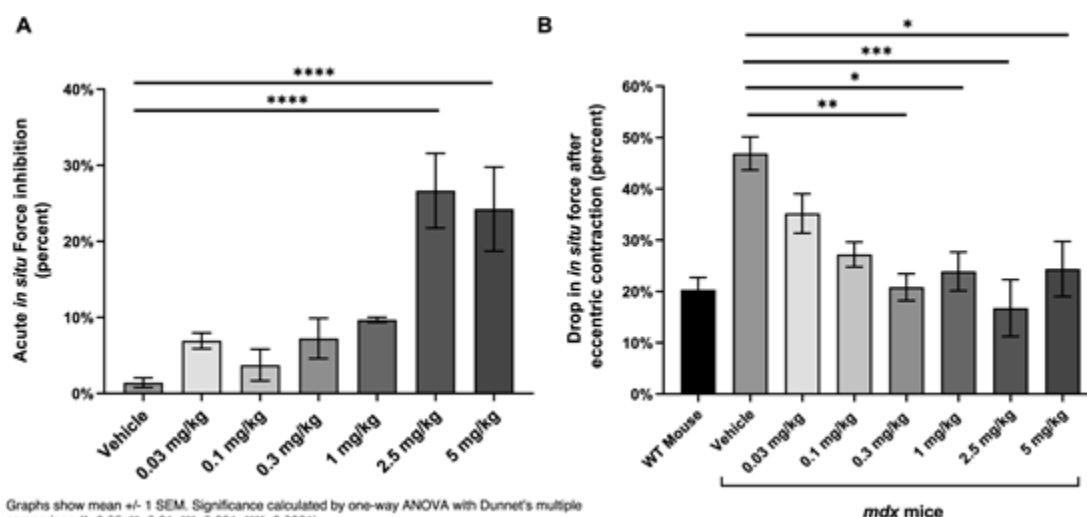 A
Acute in situ Force inhibition
(percent)
40%
30%
20%
10%
0%
****
****
Vehicle
0.03 mg/kg
0.1 mg/kg
0.3 mg/kg
1 mg/kg
2.5 mg/kg
5 mg/kg
B
Drop in in situ force after
eccentric contraction (percent)
60%
50%
40%
30%
20%
10%
0%
*
***
*
**
WT Mouse
Vehicle
0.03 mg/kg
0.1 mg/kg
0.3 mg/kg
1 mg/kg
2.5 mg/kg
5 mg/kg
mdx mice
Graphs show mean +/- 1 SEM. Significance calculated by one-way ANOVA with Dunnet's multiple